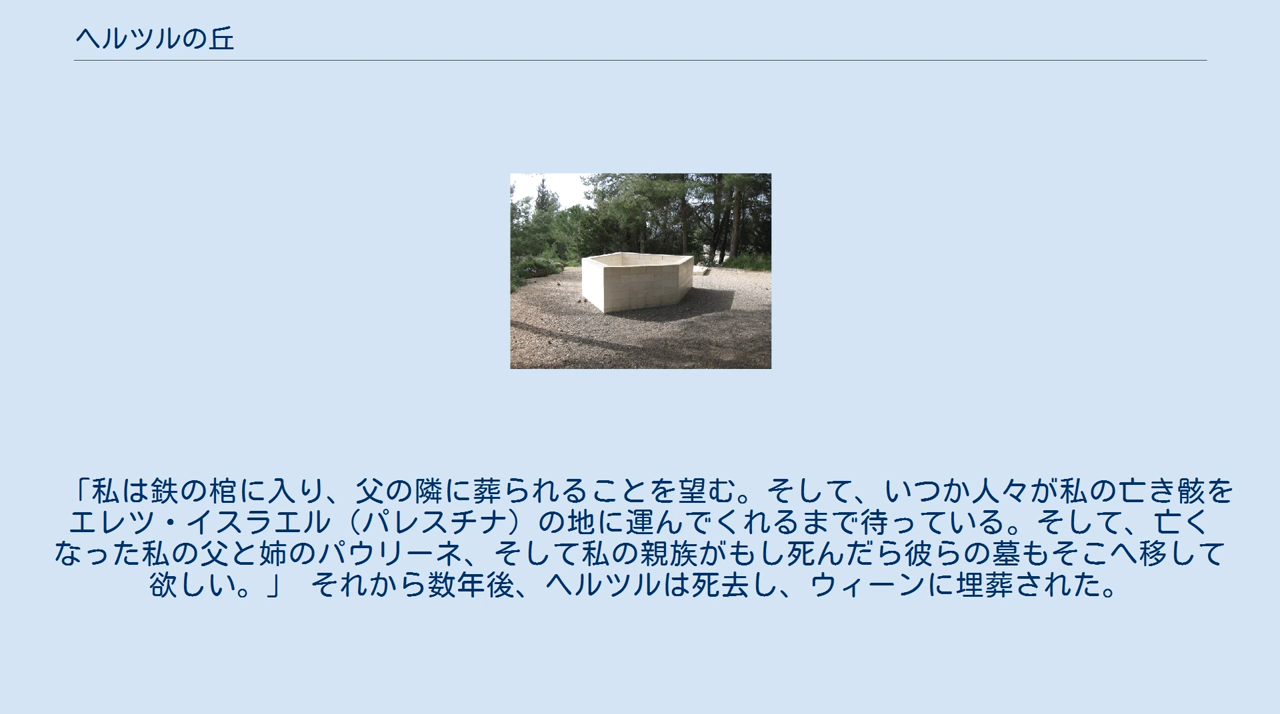 ヘルツルの丘
「私は鉄の棺に入り、父の隣に葬られることを望む。そして、いつか人々が私の亡き骸を
エレツ・イスラエル（パレスチナ）の地に運んでくれるまで待っている。そして、亡く
なった私の父と姉のパウリーネ、そして私の親族がもし死んだら彼らの墓もそこへ移して
欲しい。」 それから数年後、ヘルツルは死去し、ウィーンに埋葬された。